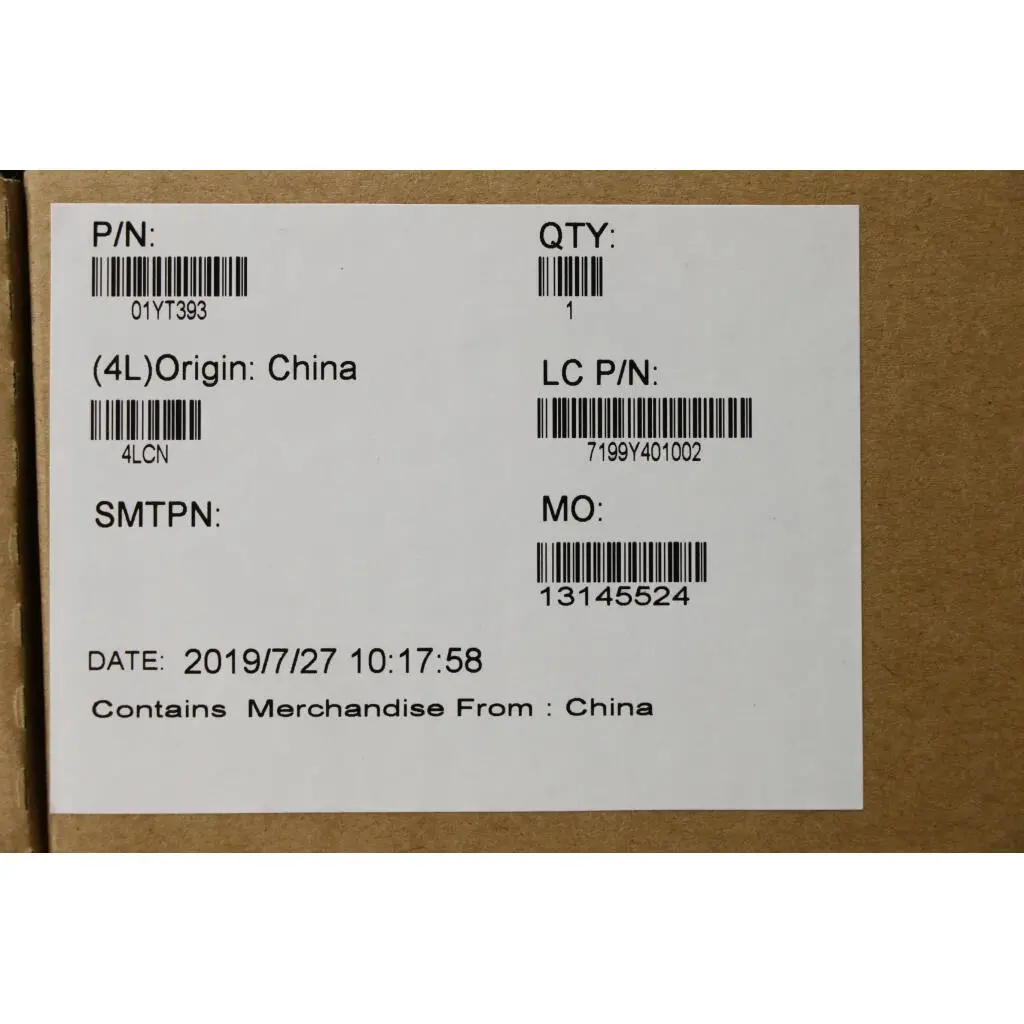 P/N:
01YT393
QTY:
1
(4L)Origin: China
4LCN
LC P/N:
7199Y401002
SMTPN:
MO:
13145524
DATE: 2019/7/27 10:17:58
Contains Merchandise From : China